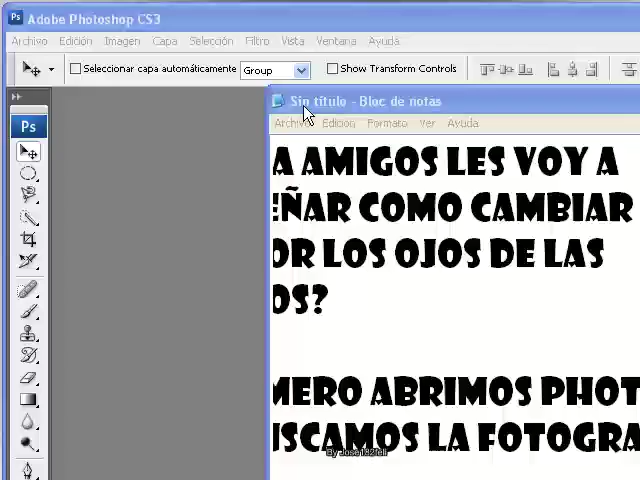 Adobe Photoshop CS3
Archivo Edición Imagen Capa Selección Filtro Vista Ventana Ayuda
Seleccionar capa automáticamente Group Show Transform Controls
Sin título - Bloc de notas
Ps
Archivo Edición Formato Ver Ayuda
A AMIGOS LES VOY A
EÑAR COMO CAMBIAR
OR LOS OJOS DE LAS
OS?
MERO ABRIMOS PHOT
USCAMOS LA FOTOGRA